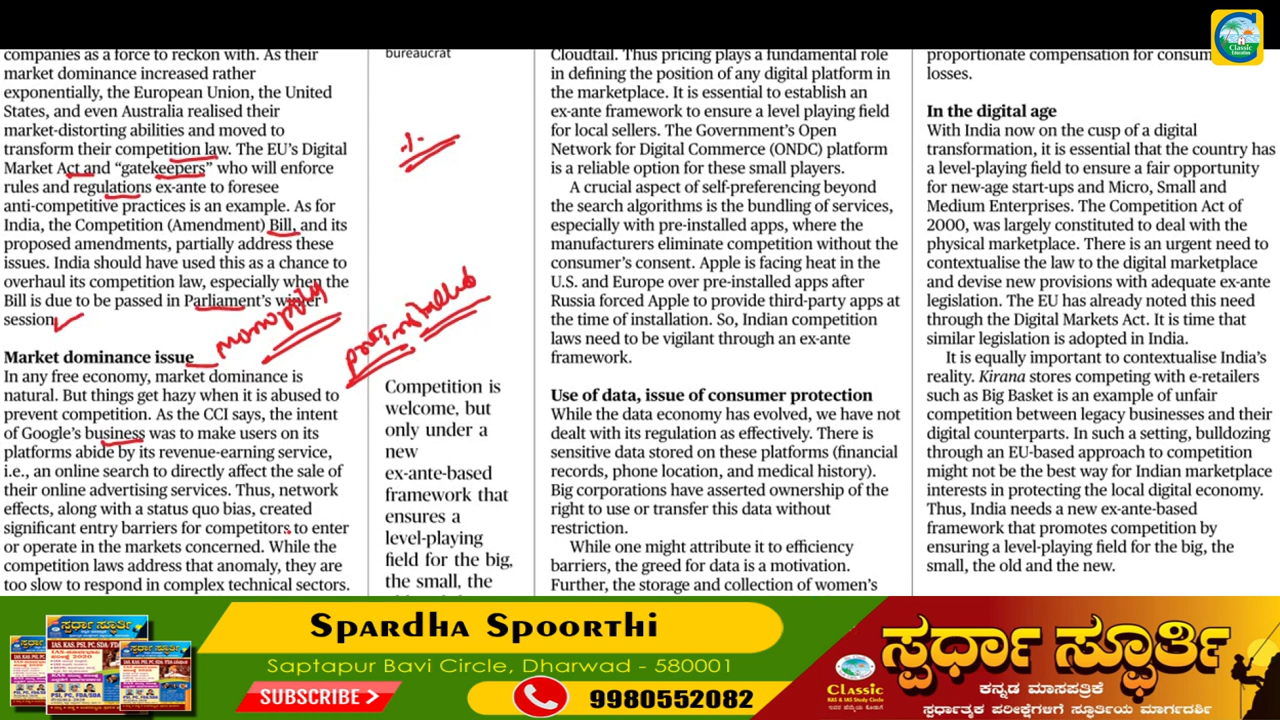 companies as a force to reckon with. As their
market dominance increased rather
exponentially, the European Union, the United
States, and even Australia realised their
market-distorting abilities and moved to
transform their competition law. The EU's Digital
Market Act and “gatekeepers” who will enforce
rules and regulations ex-ante to foresee
anti-competitive practices is an example. As for
India, the Competition (Amendment) Bill, and its
proposed amendments, partially address these
issues. India should have used this as a chance to
overhaul its competition law, especially when the
Bill is due to be passed in Parliament's winter
session.
monopoly
Market dominance issue
In any free economy, market dominance is
natural. But things get hazy when it is abused to
prevent competition. As the CCI says, the intent
of Google's business was to make users on its
platforms abide by its revenue-earning service,
i.e., an online search to directly affect the sale of
their online advertising services. Thus, network
effects, along with a status quo bias, created
significant entry barriers for competitors to enter
or operate in the markets concerned. While the
competition laws address that anomaly, they are
too slow to respond in complex technical sectors.
bureaucrat
Competition is
welcome, but
only under a
new
ex-ante-based
framework that
ensures a
level-playing
field for the big,
the small, the
Cloudtail. Thus pricing plays a fundamental role
in defining the position of any digital platform in
the marketplace. It is essential to establish an
ex-ante framework to ensure a level playing field
for local sellers. The Government's Open
Network for Digital Commerce (ONDC) platform
is a reliable option for these small players.
A crucial aspect of self-preferencing beyond
the search algorithms is the bundling of services,
especially with pre-installed apps, where the
manufacturers eliminate competition without the
consumer's consent. Apple is facing heat in the
U.S. and Europe over pre-installed apps after
Russia forced Apple to provide third-party apps at
the time of installation. So, Indian competition
laws need to be vigilant through an ex-ante
framework.
Use of data, issue of consumer protection
While the data economy has evolved, we have not
dealt with its regulation as effectively. There is
sensitive data stored on these platforms (financial
records, phone location, and medical history).
Big corporations have asserted ownership of the
right to use or transfer this data without
restriction.
While one might attribute it to efficiency
barriers, the greed for data is a motivation.
Further, the storage and collection of women's
proportionate compensation for consum
losses.
In the digital age
With India now on the cusp of a digital
transformation, it is essential that the country has
a level-playing field to ensure a fair opportunity
for new-age start-ups and Micro, Small and
Medium Enterprises. The Competition Act of
2000, was largely constituted to deal with the
physical marketplace. There is an urgent need to
contextualise the law to the digital marketplace
and devise new provisions with adequate ex-ante
legislation. The EU has already noted this need
through the Digital Markets Act. It is time that
similar legislation is adopted in India.
It is equally important to contextualise India's
reality. Kirana stores competing with e-retailers
such as Big Basket is an example of unfair
competition between legacy businesses and their
digital counterparts. In such a setting, bulldozing
through an EU-based approach to competition
might not be the best way for Indian marketplace
interests in protecting the local digital economy.
Thus, India needs a new ex-ante-based
framework that promotes competition by
ensuring a level-playing field for the big, the
small, the old and the new.
Classic
Education
Spardha Spoorthi
Saptapur Bavi Circle, Dharwad - 580001
SUBSCRIBE >
9980552082
Classic
IAS & KAS Study Circle
ಸ್ಪರ್ಧಾ ಸ್ಫೂರ್ತಿ
ಕನ್ನಡ ಮಾಸಪತ್ರಿಕೆ
ಸ್ಪರ್ಧಾತ್ಮಕ ಪರೀಕ್ಷೆಗಳಿಗೆ ಸ್ಫೂರ್ತಿಯ ಮಾರ್ಗದರ್ಶಿ